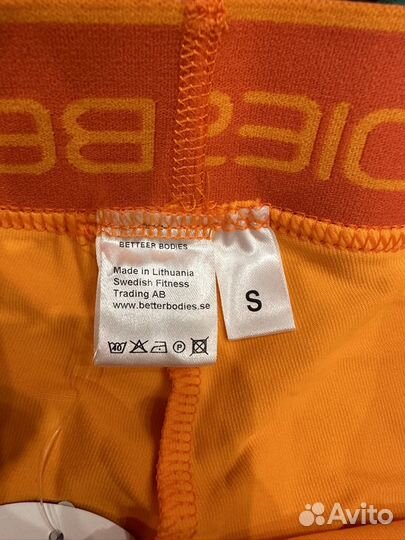 BETTEER BODIES
Made in Lithuania
Swedish Fitness
Trading AB
www.betterbodies.se
P
S
Avito